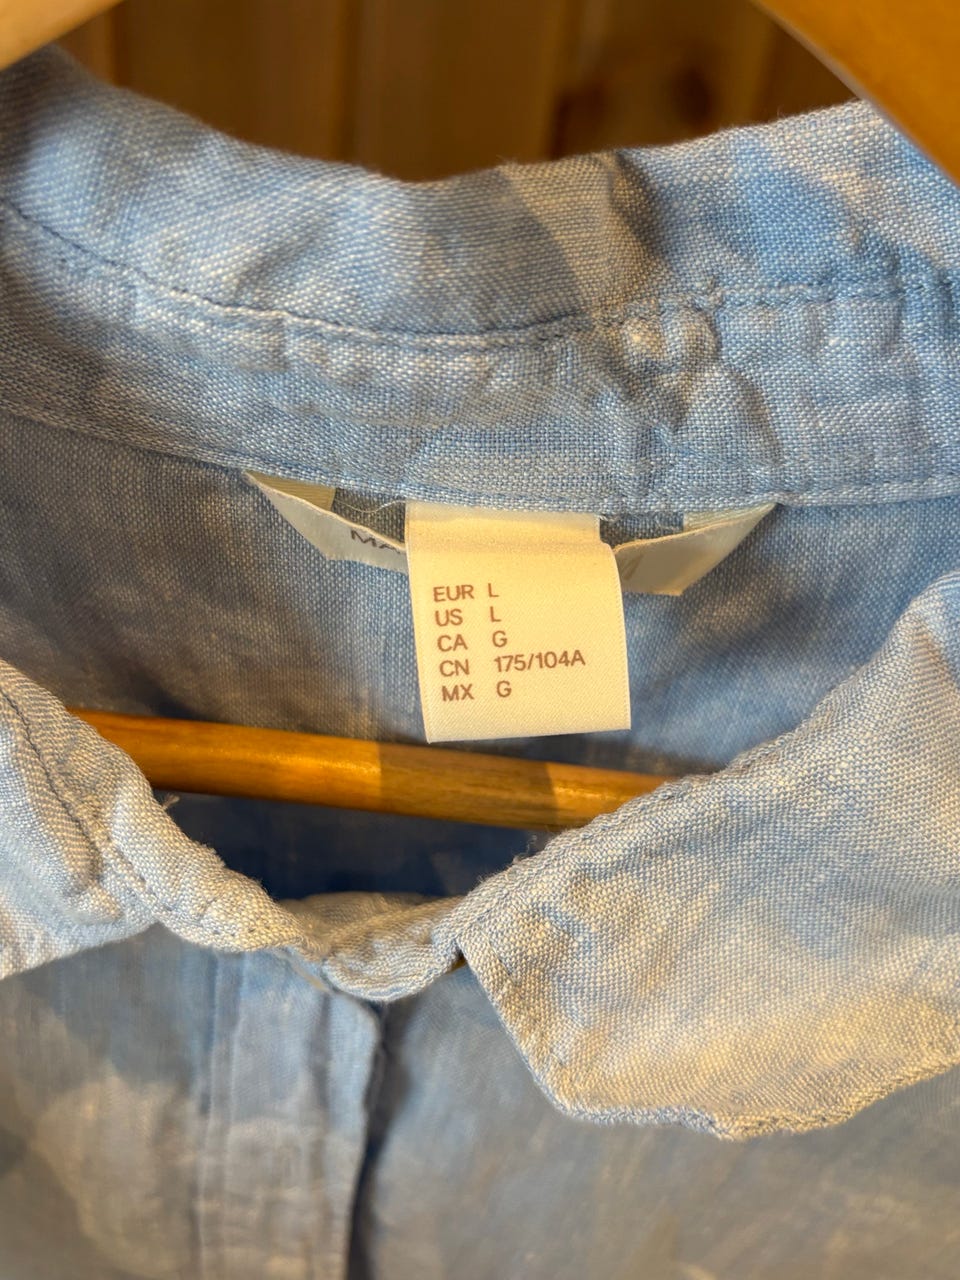 EUR L
US L
CA G
CN 175/104A
MX G